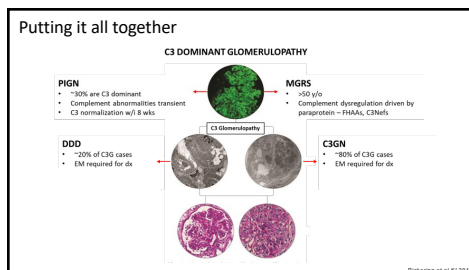 Putting it all together
C3 DOMINANT GLOMERULOPATHY
PIGN
• ~30% are C3 dominant
• Complement abnormalities transient
• C3 normalization w/i 8 wks
MGRS
• >50 y/o
• Complement dysregulation driven by
paraprotein – FHAAs, C3Nefs
C3 Glomerulopathy
DDD
• ~20% of C3G cases
• EM required for dx
C3GN
• ~80% of C3G cases
• EM required for dx